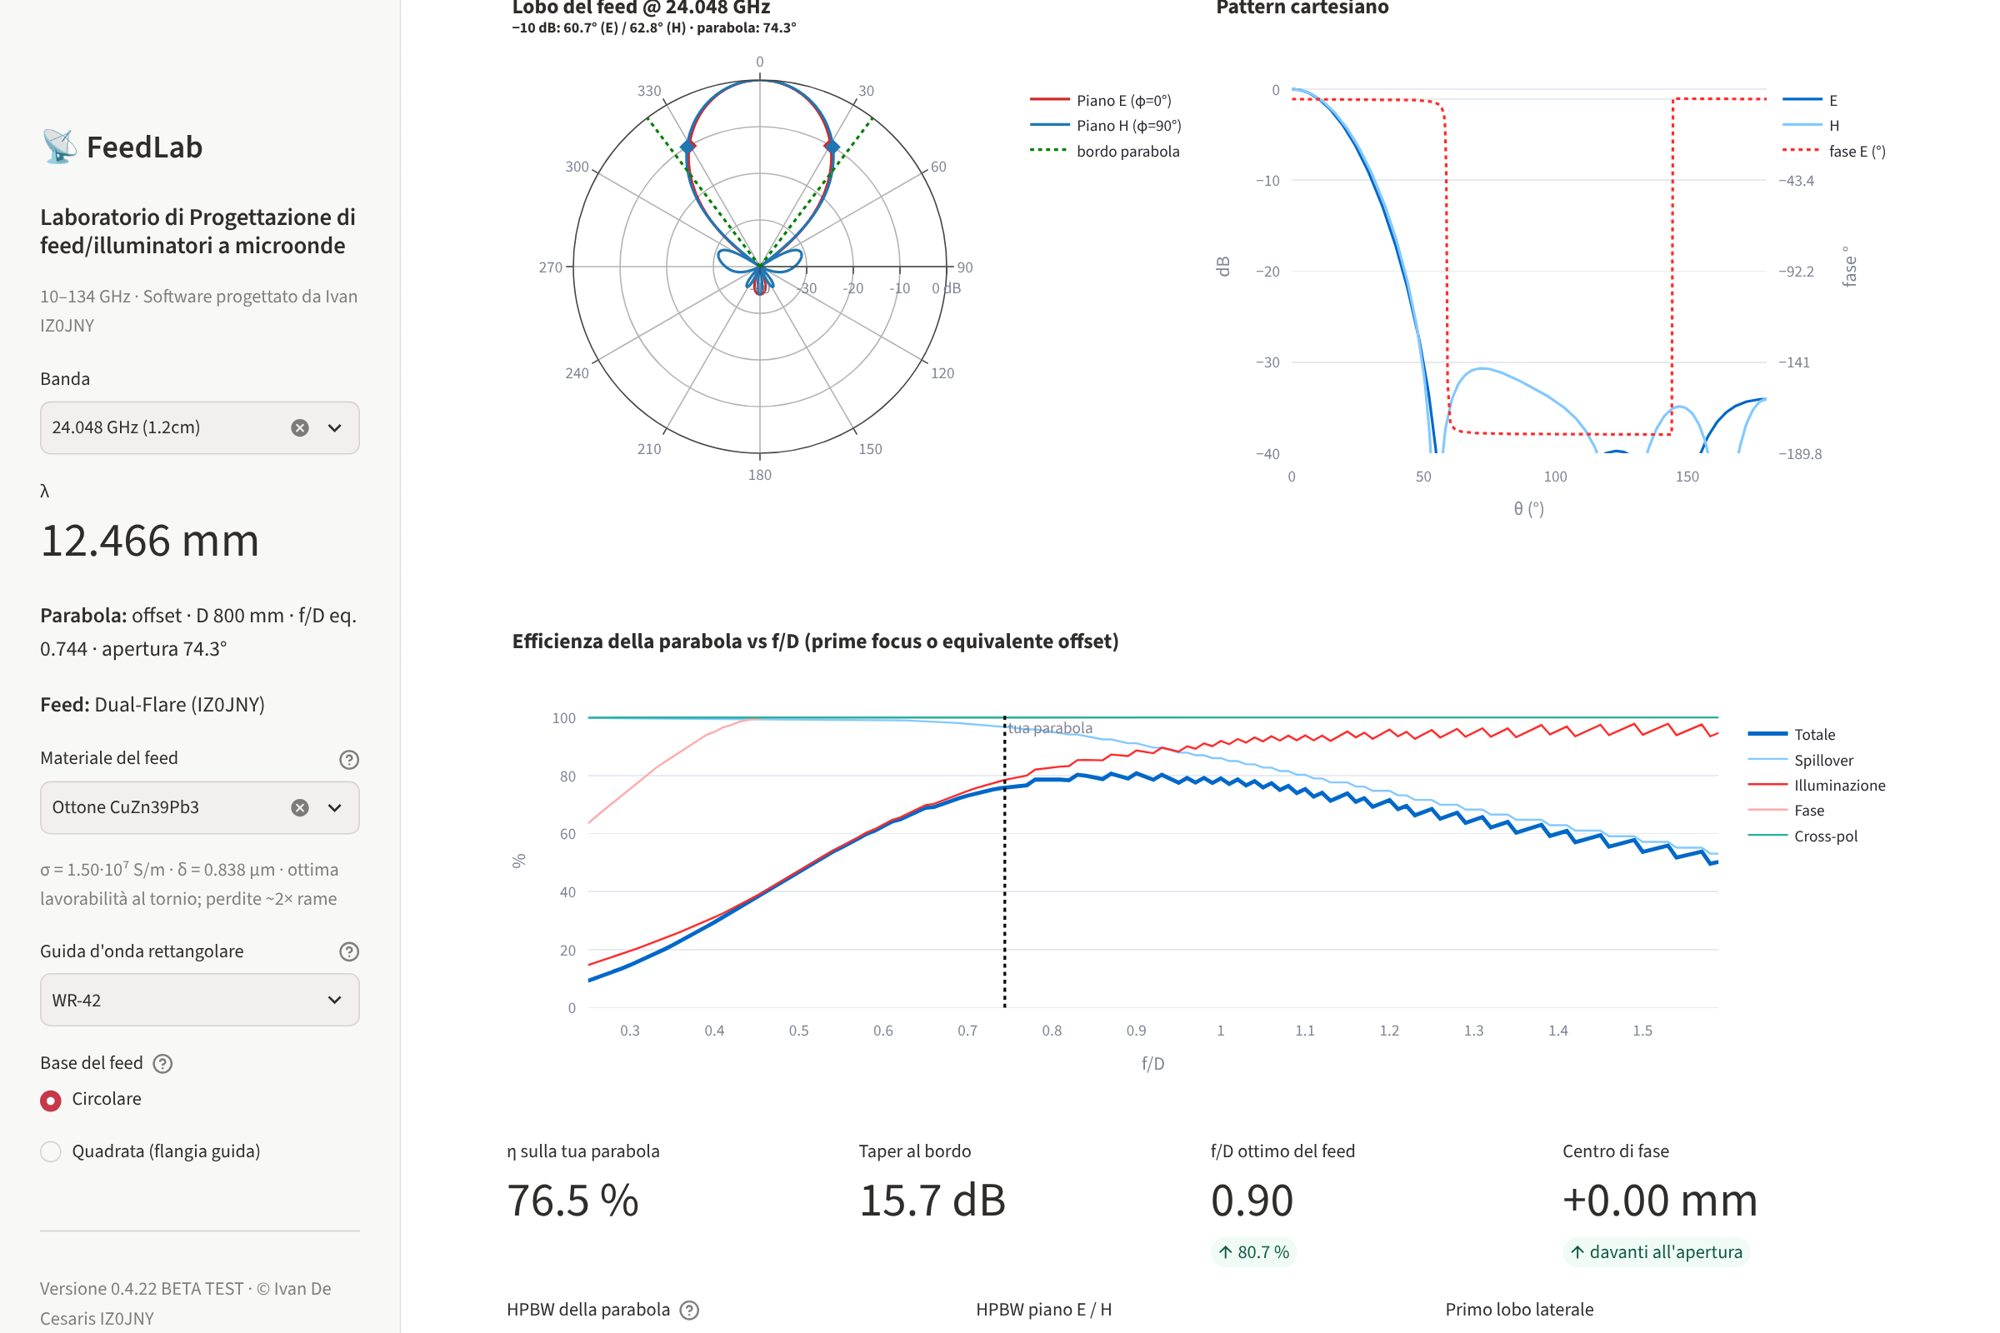 📡 FeedLab
Laboratorio di Progettazione di
feed/illuminatori a microonde
10–134 GHz · Software progettato da Ivan
IZ0JNY
Banda
24.048 GHz (1.2cm)
λ
12.466 mm
Parabola: offset · D 800 mm · f/D eq.
0.744 · apertura 74.3°
Feed: Dual-Flare (IZ0JNY)
Materiale del feed
Ottone CuZn39Pb3
σ = 1.50·10⁷ S/m · δ = 0.838 µm · ottima
lavorabilità al tornio; perdite ~2× rame
Guida d'onda rettangolare
WR-42
Base del feed
Circolare
Quadrata (flangia guida)
Versione 0.4.22 BETA TEST · © Ivan De
Cesaris IZ0JNY
Lobo del feed @ 24.048 GHz
−10 dB: 60.7° (E) / 62.8° (H) · parabola: 74.3°
0
30
60
90
120
150
180
210
240
270
300
330
-30
-20
-10
0 dB
Piano E (ϕ=0°)
Piano H (ϕ=90°)
bordo parabola
Pattern cartesiano
0
−10
−20
−30
−40
dB
0
50
100
150
θ (°)
−43.4
−92.2
−141
−189.8
fase °
E
H
fase E (°)
Efficienza della parabola vs f/D (prime focus o equivalente offset)
100
80
60
40
20
0
%
tua parabola
0.3
0.4
0.5
0.6
0.7
0.8
0.9
1
1.1
1.2
1.3
1.4
1.5
f/D
Totale
Spillover
Illuminazione
Fase
Cross-pol
η sulla tua parabola
76.5 %
Taper al bordo
15.7 dB
f/D ottimo del feed
0.90
↑ 80.7 %
Centro di fase
+0.00 mm
↑ davanti all'apertura
HPBW della parabola
HPBW piano E / H
Primo lobo laterale